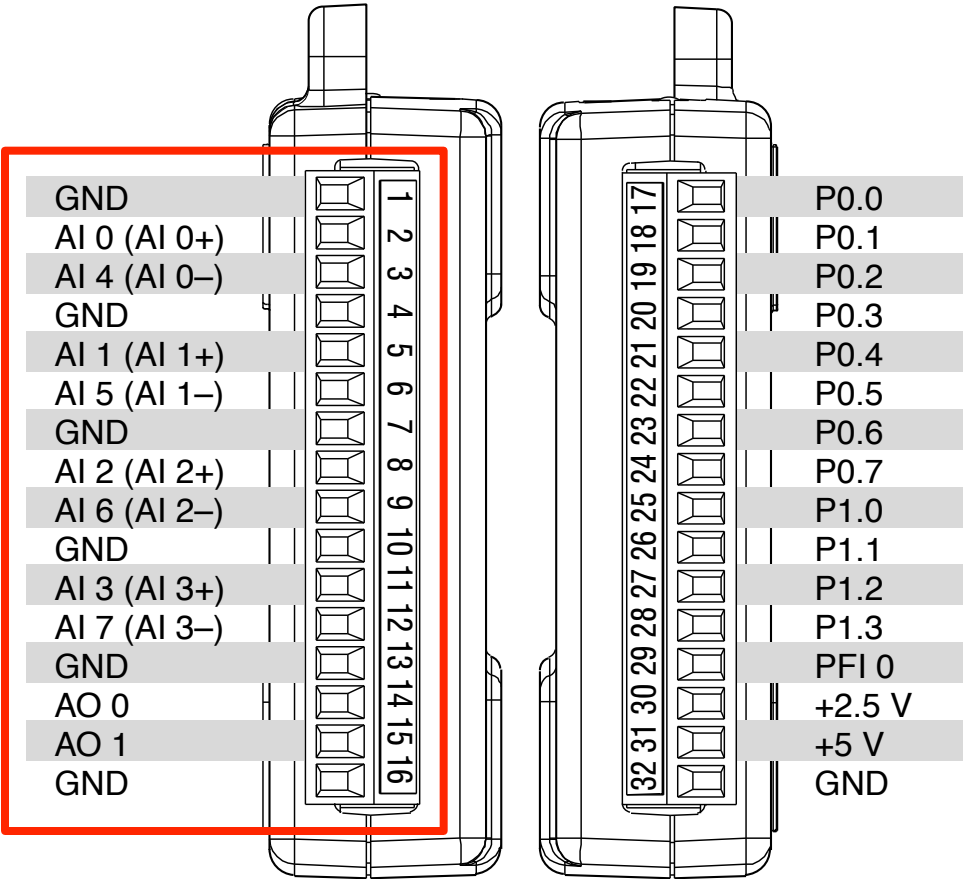 GND 1
AI 0 (AI 0+) 2
AI 4 (AI 0–) 3
GND 4
AI 1 (AI 1+) 5
AI 5 (AI 1–) 6
GND 7
AI 2 (AI 2+) 8
AI 6 (AI 2–) 9
GND 10
AI 3 (AI 3+) 11
AI 7 (AI 3–) 12
GND 13
AO 0 14
AO 1 15
GND 16
17 P0.0
18 P0.1
19 P0.2
20 P0.3
21 P0.4
22 P0.5
23 P0.6
24 P0.7
25 P1.0
26 P1.1
27 P1.2
28 P1.3
29 PFI 0
30 +2.5 V
31 +5 V
32 GND